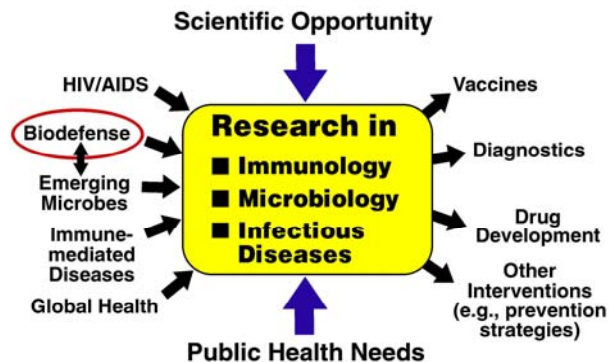 Scientific Opportunity
HIV/AIDS
Biodefense
Emerging
Microbes
Immune-
mediated
Diseases
Global Health
Research in
■ Immunology
■ Microbiology
■ Infectious
Diseases
Vaccines
Diagnostics
Drug
Development
Other
Interventions
(e.g., prevention
strategies)
Public Health Needs